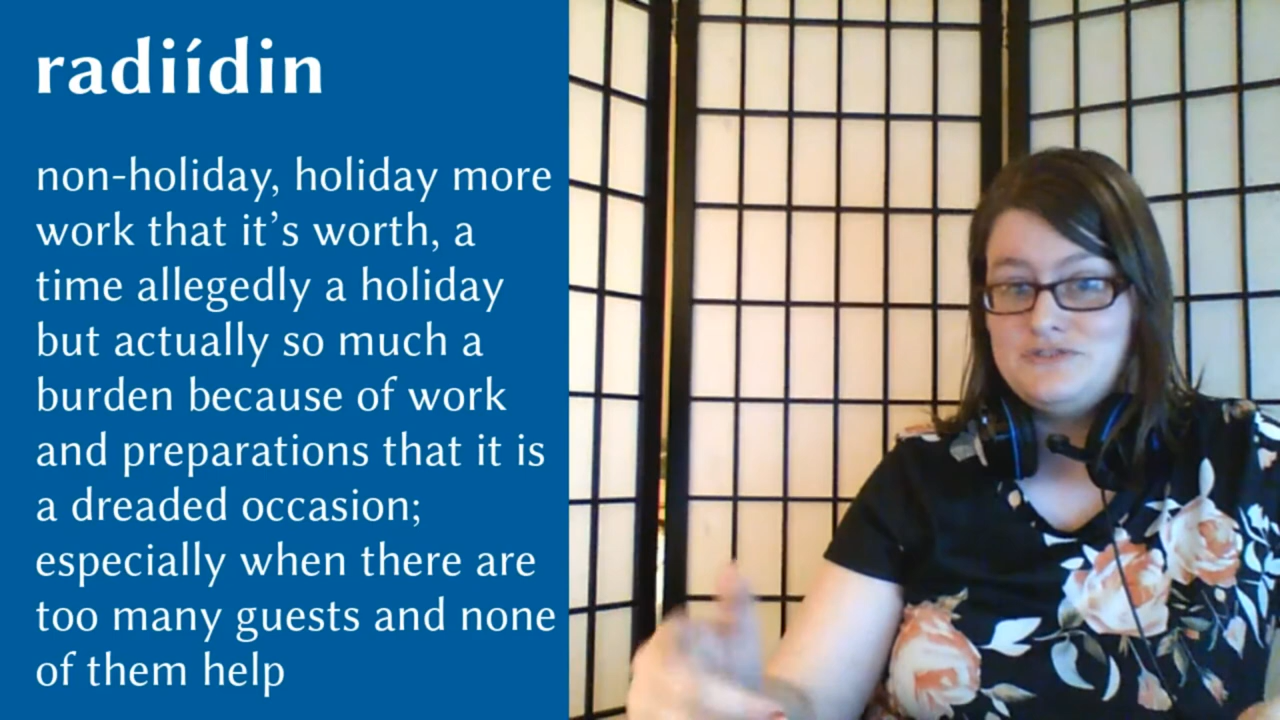 radiídin
non-holiday, holiday more
work that it’s worth, a
time allegedly a holiday
but actually so much a
burden because of work
and preparations that it is
a dreaded occasion;
especially when there are
too many guests and none
of them help